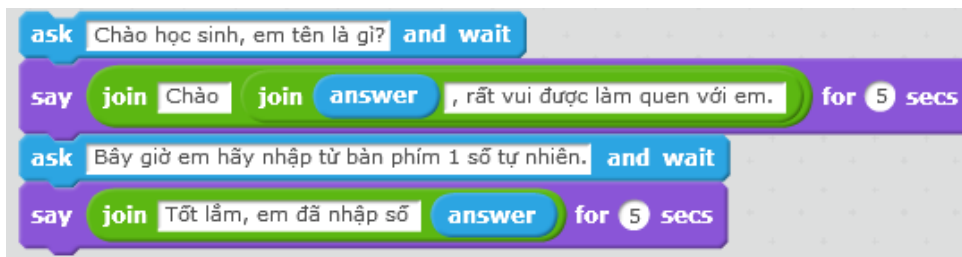 ask Chào học sinh, em tên là gì? and wait
say join Chào join answer , rất vui được làm quen với em. for 5 secs
ask Bây giờ em hãy nhập từ bàn phím 1 số tự nhiên. and wait
say join Tốt lắm, em đã nhập số answer for 5 secs